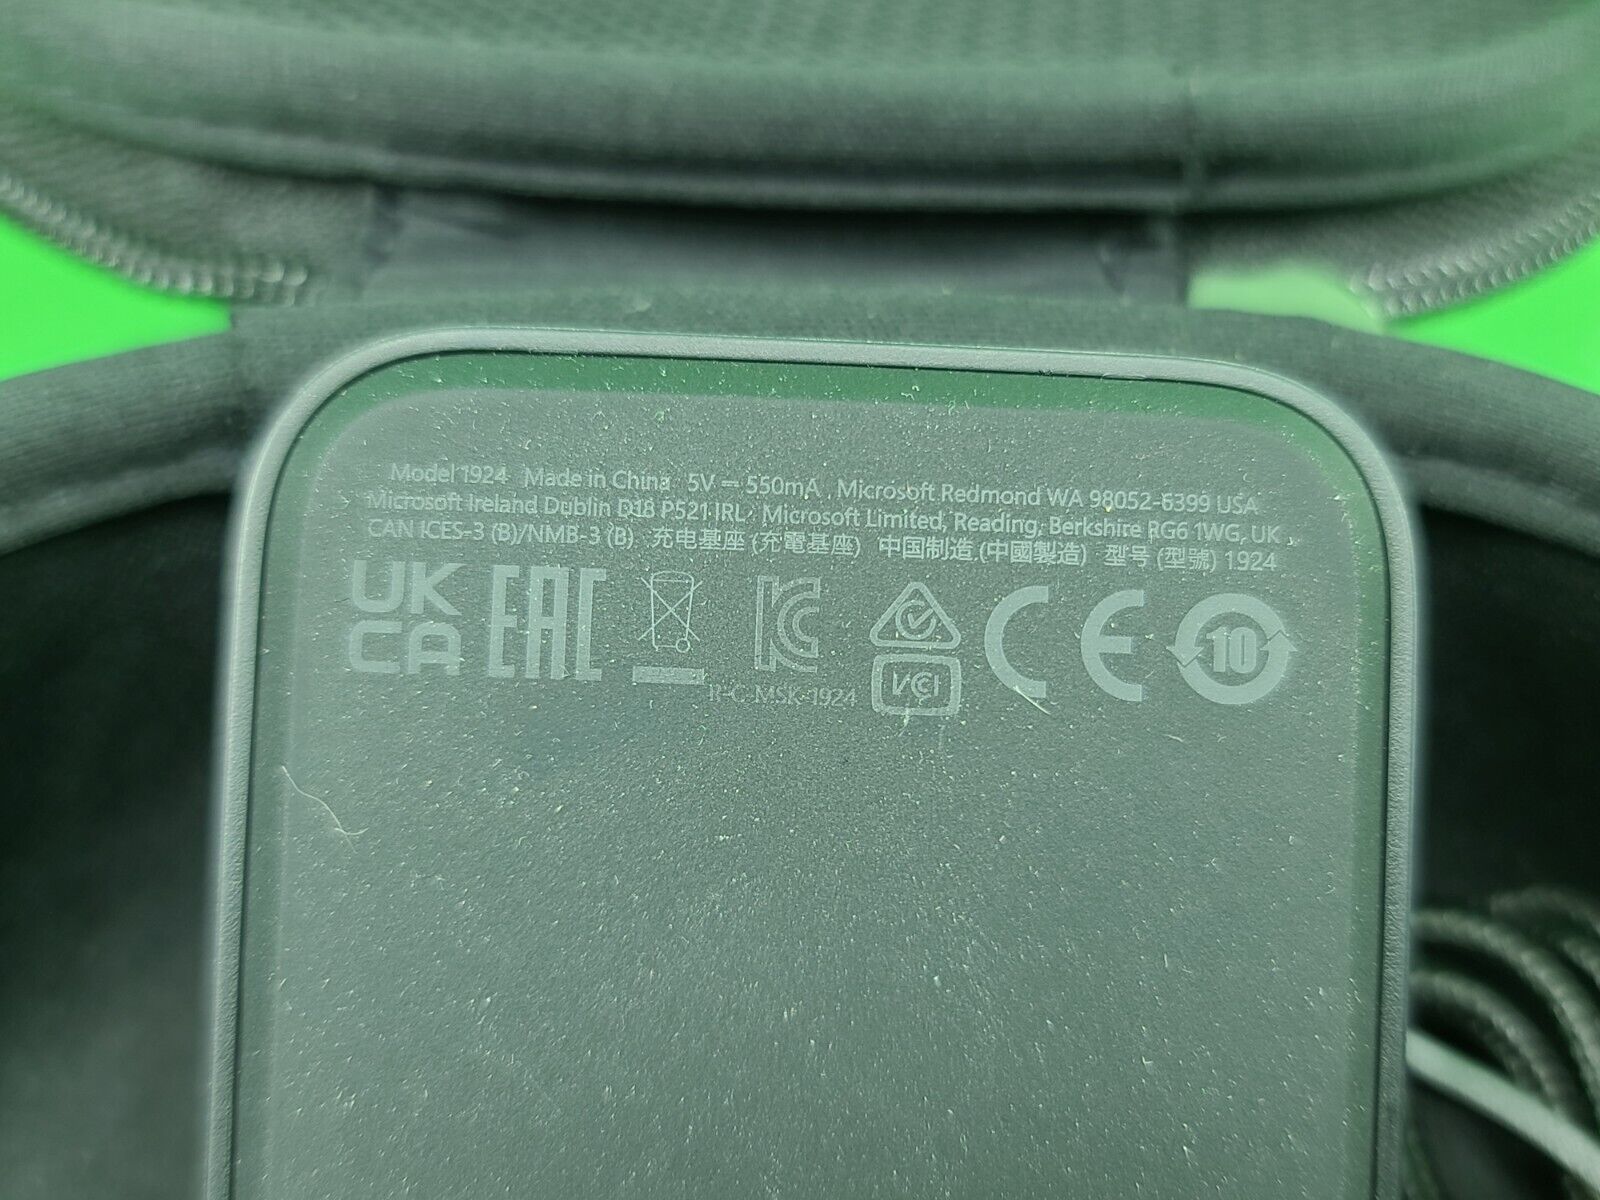 Model 1924 Made in China 5V ⎓ 550mA Microsoft Redmond WA 98052-6399 USA
Microsoft Ireland Dublin D18 P521 IRL Microsoft Limited, Reading, Berkshire RG6 1WG, UK
CAN ICES-3 (B)/NMB-3 (B) 充电基座 (充電基座) 中国制造 (中國製造) 型号 (型號) 1924
UK CA EAC KC VCI CE 10
R-C-MSK-1924